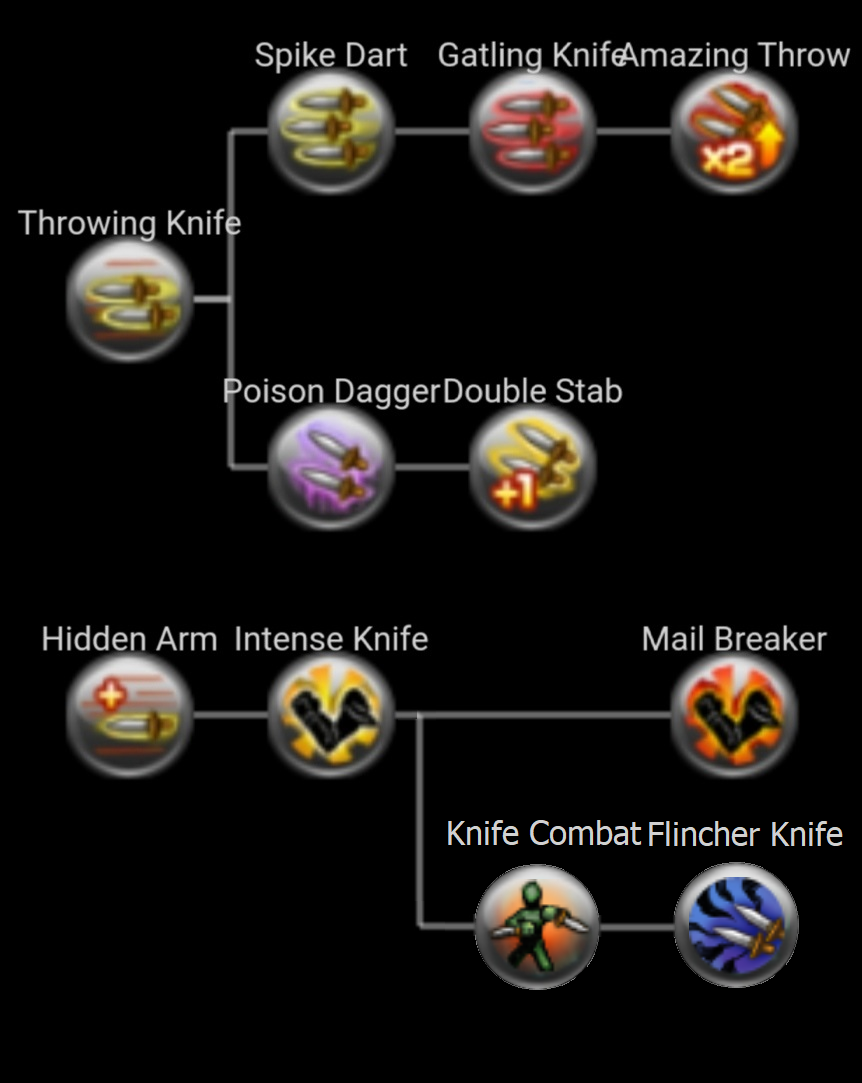 Spike Dart
Gatling Knife
Amazing Throw
x2
Throwing Knife
Poison Dagger
Double Stab
+1
Hidden Arm
Intense Knife
Mail Breaker
Knife Combat
Flincher Knife